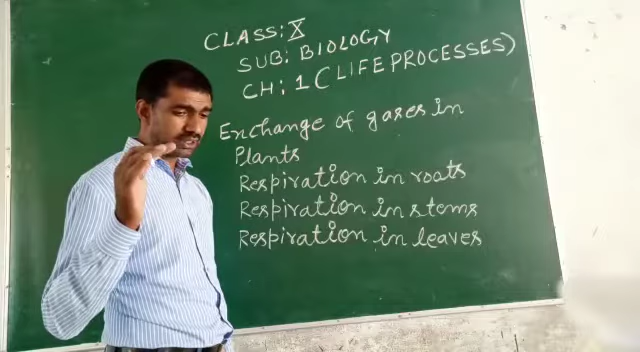 CLASS: X
SUB: BIOLOGY
CH: 1 (LIFE PROCESSES)
Exchange of gases in
Plants
Respiration in roots
Respiration in stems
Respiration in leaves